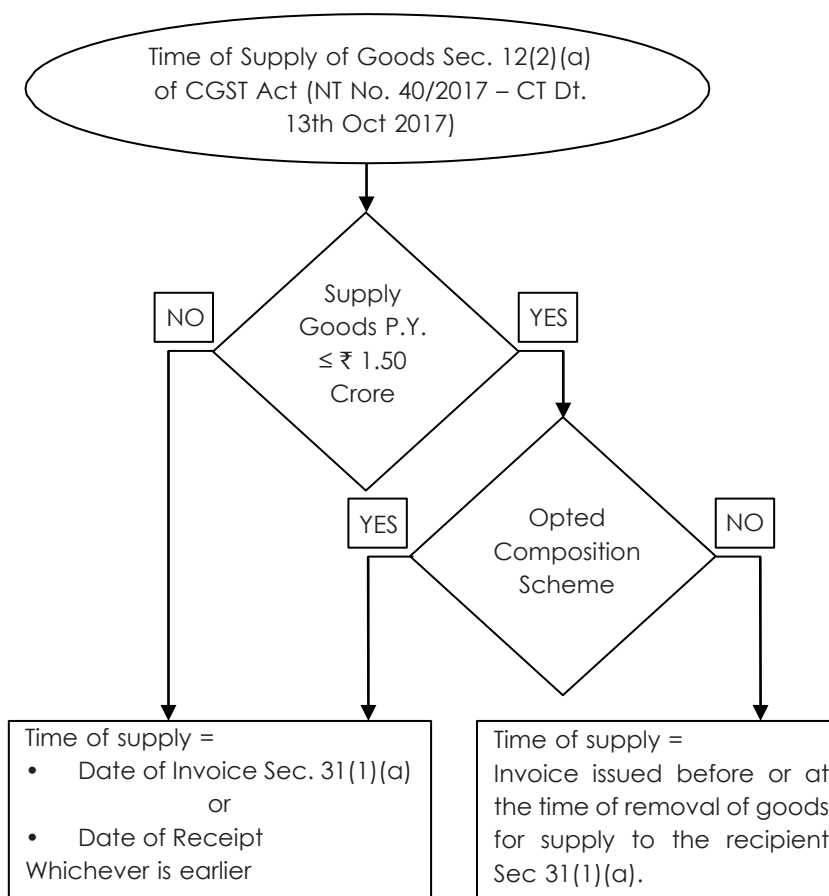 Time of Supply of Goods Sec. 12(2)(a)
of CGST Act (NT No. 40/2017 – CT Dt.
13th Oct 2017)
Supply
Goods P.Y.
≤ ₹ 1.50
Crore
NO
YES
Opted
Composition
Scheme
YES
NO
Time of supply =
• Date of Invoice Sec. 31(1)(a)
or
• Date of Receipt
Whichever is earlier
Time of supply =
Invoice issued before or at
the time of removal of goods
for supply to the recipient
Sec 31(1)(a).